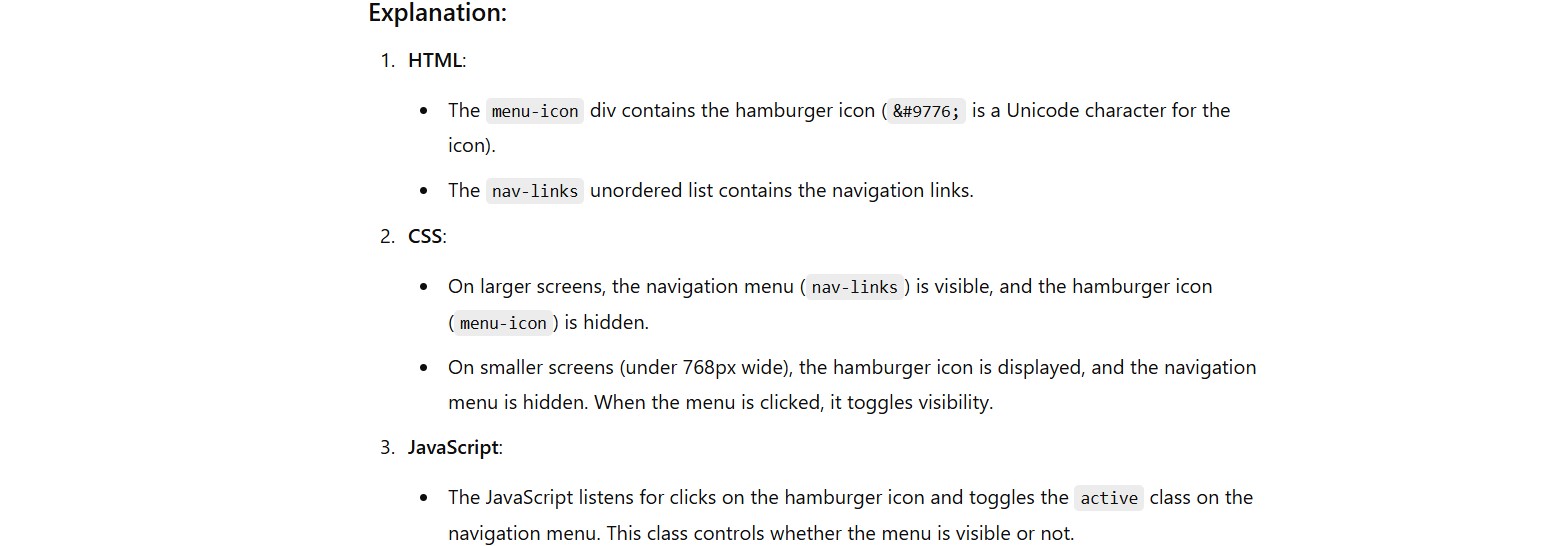 Explanation:
1. HTML:
• The menu-icon div contains the hamburger icon ( &#9776; is a Unicode character for the
icon).
• The nav-links unordered list contains the navigation links.
2. CSS:
• On larger screens, the navigation menu ( nav-links ) is visible, and the hamburger icon
( menu-icon ) is hidden.
• On smaller screens (under 768px wide), the hamburger icon is displayed, and the navigation
menu is hidden. When the menu is clicked, it toggles visibility.
3. JavaScript:
• The JavaScript listens for clicks on the hamburger icon and toggles the active class on the
navigation menu. This class controls whether the menu is visible or not.